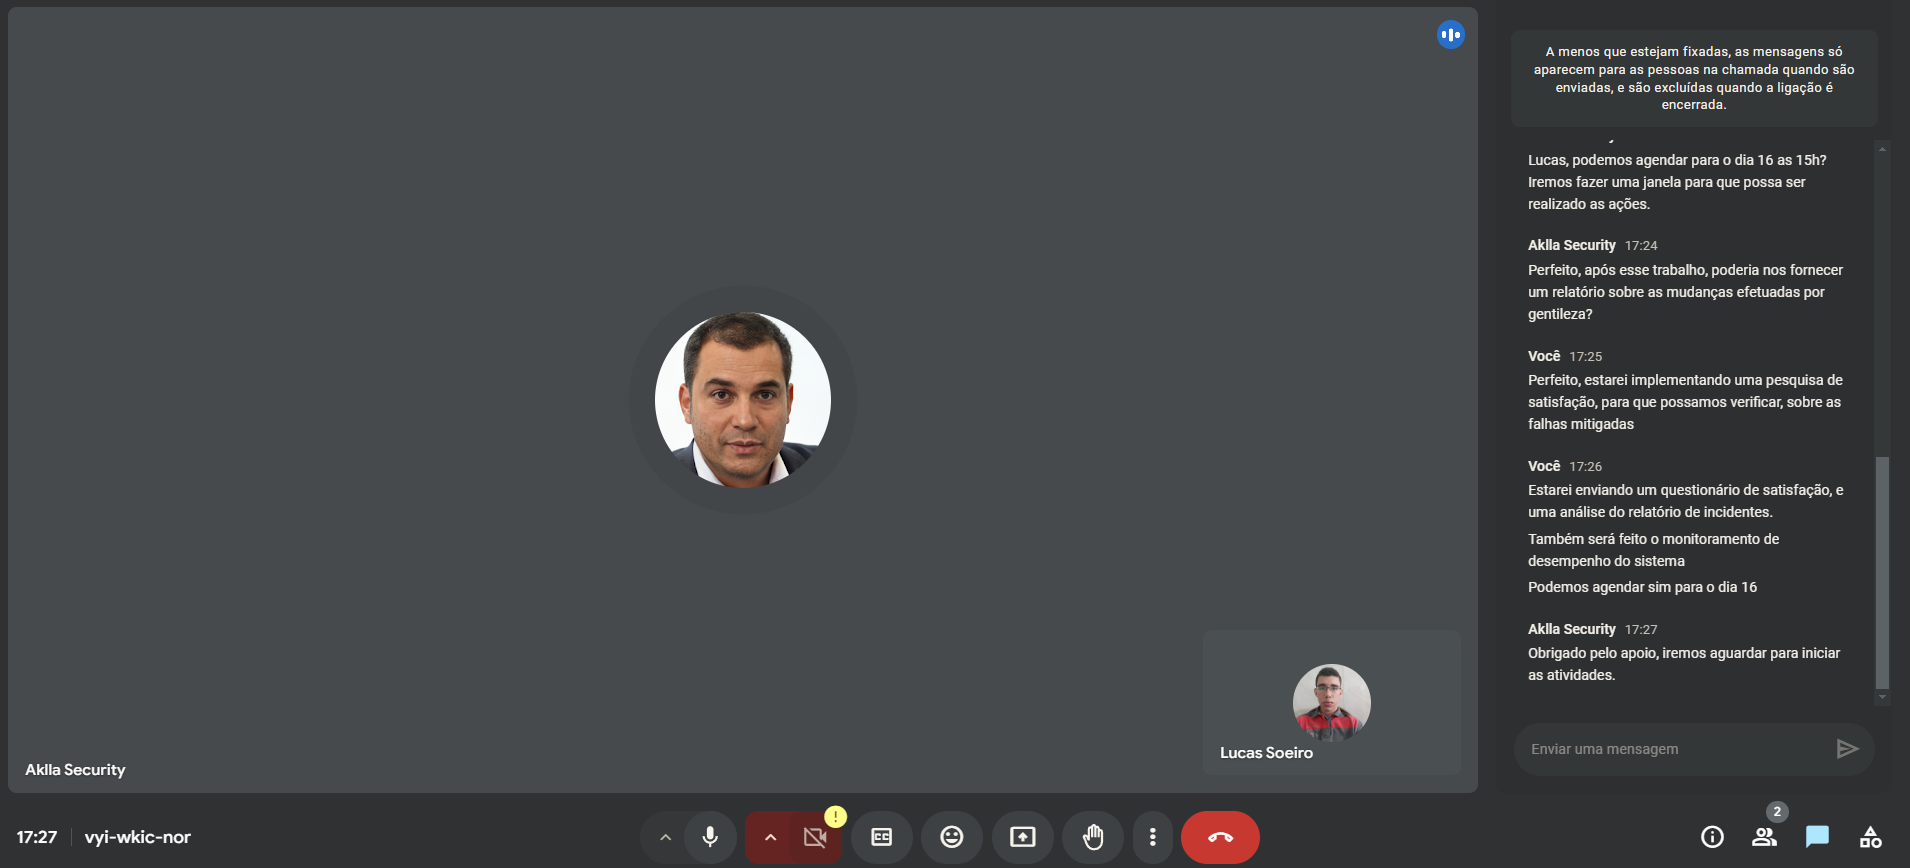 A menos que estejam fixadas, as mensagens só
aparecem para as pessoas na chamada quando são
enviadas, e são excluídas quando a ligação é
encerrada.
Lucas, podemos agendar para o dia 16 as 15h?
Iremos fazer uma janela para que possa ser
realizado as ações.
Aklla Security 17:24
Perfeito, após esse trabalho, poderia nos fornecer
um relatório sobre as mudanças efetuadas por
gentileza?
Você 17:25
Perfeito, estarei implementando uma pesquisa de
satisfação, para que possamos verificar, sobre as
falhas mitigadas
Você 17:26
Estarei enviando um questionário de satisfação, e
uma análise do relatório de incidentes.
Também será feito o monitoramento de
desempenho do sistema
Podemos agendar sim para o dia 16
Aklla Security 17:27
Obrigado pelo apoio, iremos aguardar para iniciar
as atividades.
Enviar uma mensagem
Lucas Soeiro
Aklla Security
17:27 | vyi-wkic-nor
!
CC
2